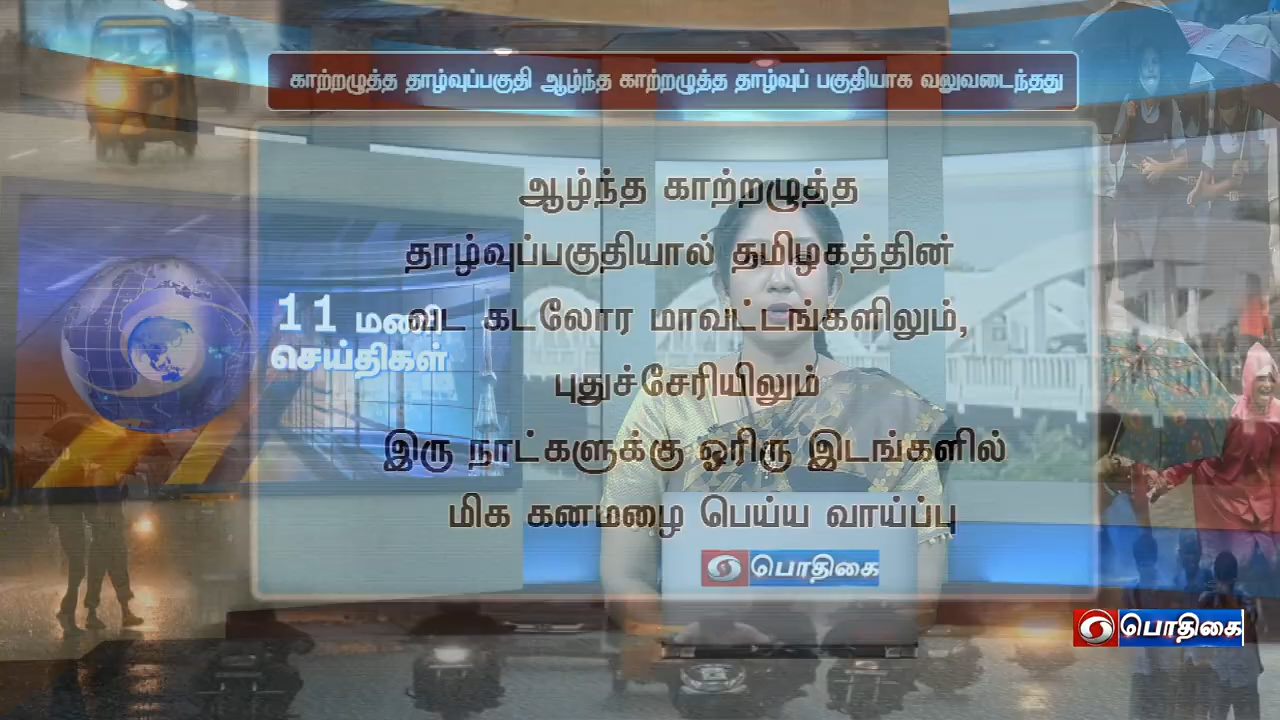 காற்றழுத்த தாழ்வுப்பகுதி ஆழ்ந்த காற்றழுத்த தாழ்வுப் பகுதியாக வலுவடைந்தது
ஆழ்ந்த காற்றழுத்த
தாழ்வுப்பகுதியால் தமிழகத்தின்
வட கடலோர மாவட்டங்களிலும்,
புதுச்சேரியிலும்
இரு நாட்களுக்கு ஓரிரு இடங்களில்
மிக கனமழை பெய்ய வாய்ப்பு
11 மணி
செய்திகள்
பொதிகை
பொதிகை